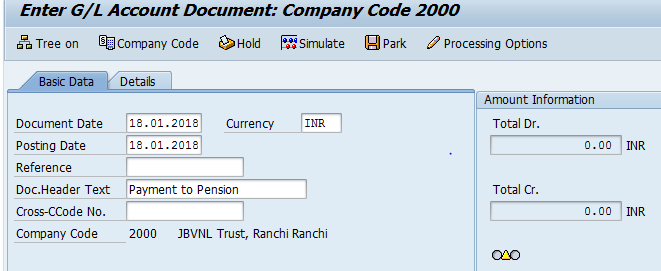 Enter G/L Account Document: Company Code 2000
Tree on Company Code Hold Simulate Park Processing Options
Basic Data Details
Amount Information
Document Date 18.01.2018 Currency INR
Total Dr.
Posting Date 18.01.2018
0.00 INR
Reference
Doc.Header Text Payment to Pension
Total Cr.
Cross-CCode No.
0.00 INR
Company Code 2000 JBVNL Trust, Ranchi Ranchi